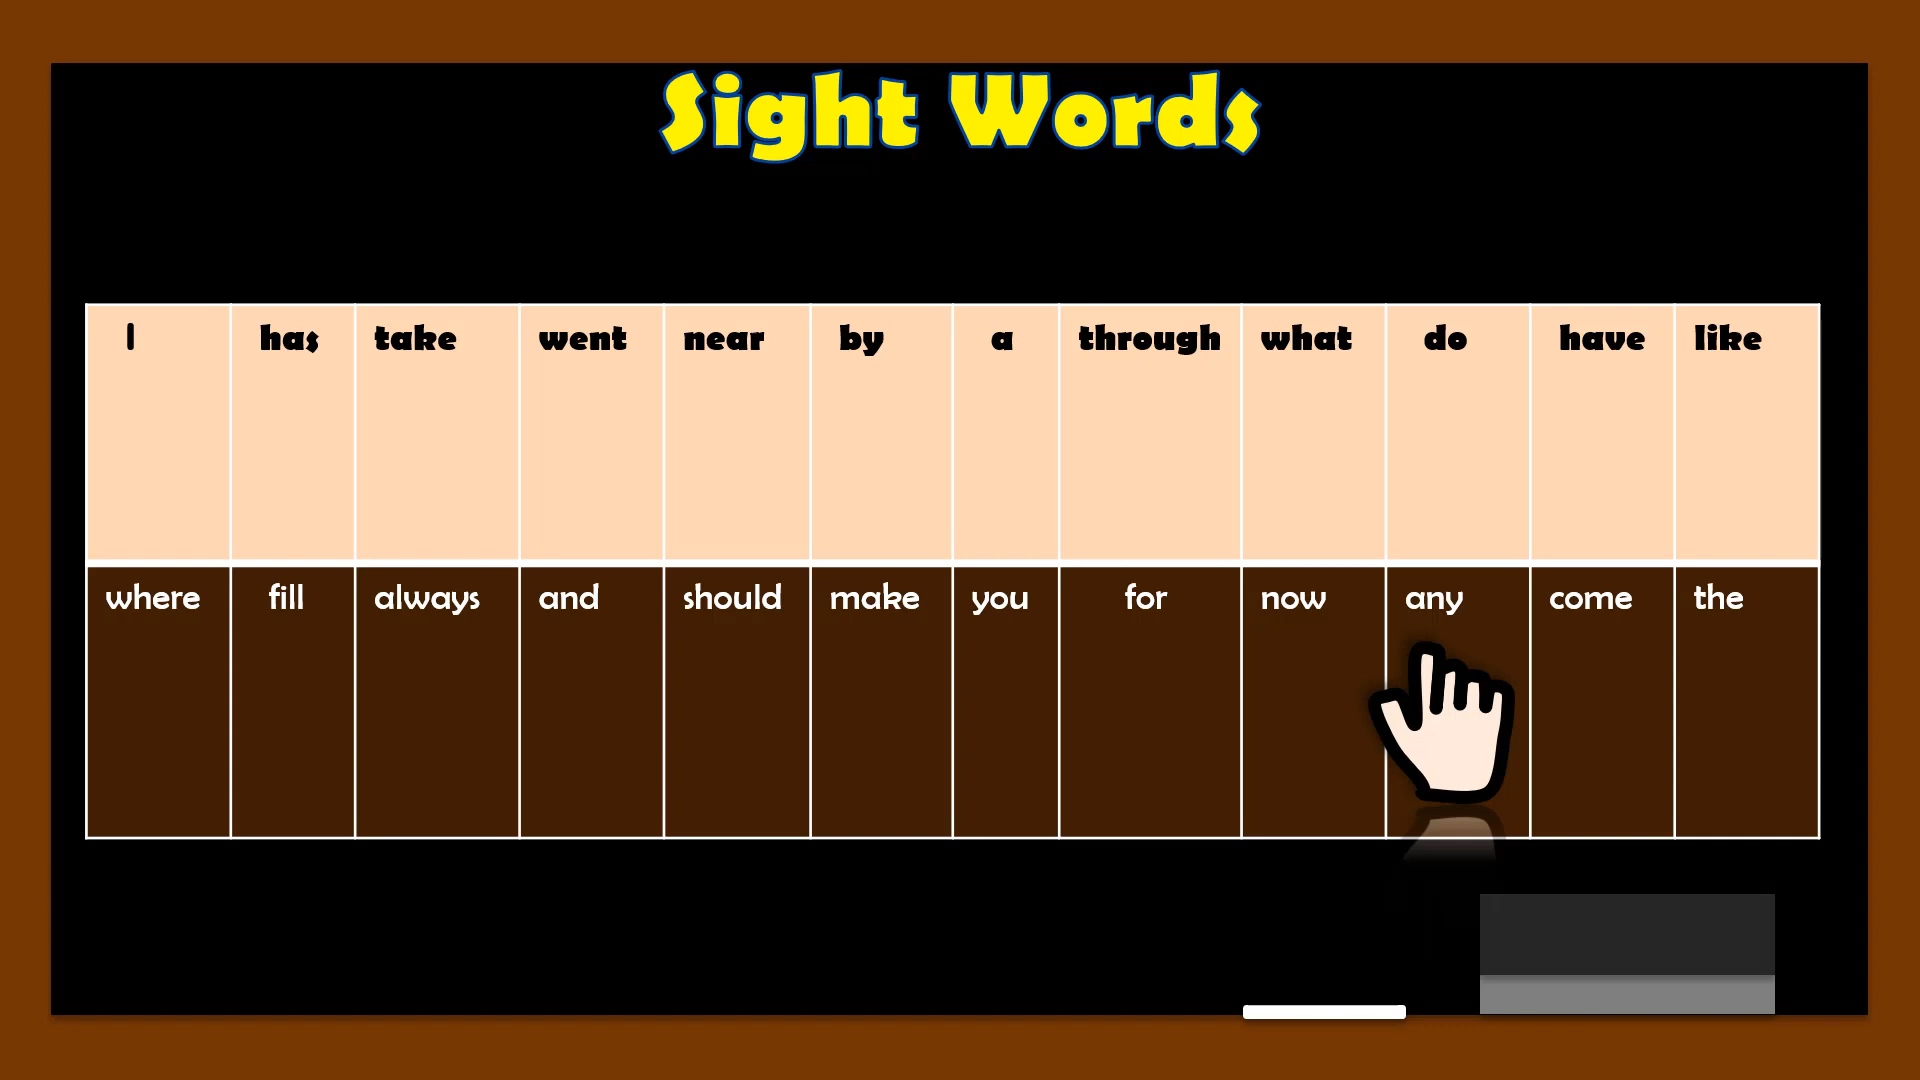 Sight Words
I has take went near by a through what do have like
where fill always and should make you for now any come the